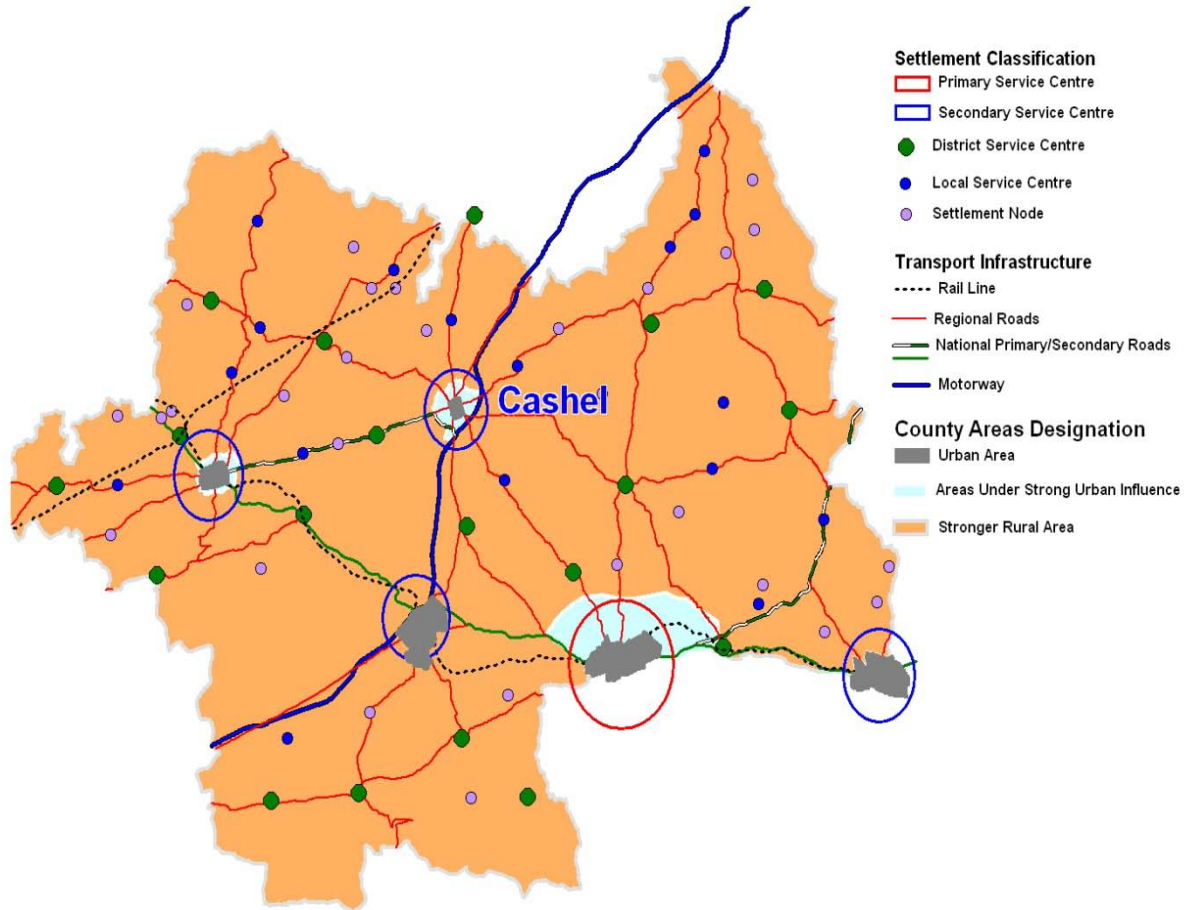 Settlement Classification
Primary Service Centre
Secondary Service Centre
District Service Centre
Local Service Centre
Settlement Node
Transport Infrastructure
Rail Line
Regional Roads
National Primary/Secondary Roads
Motorway
County Areas Designation
Urban Area
Areas Under Strong Urban Influence
Stronger Rural Area
Cashel